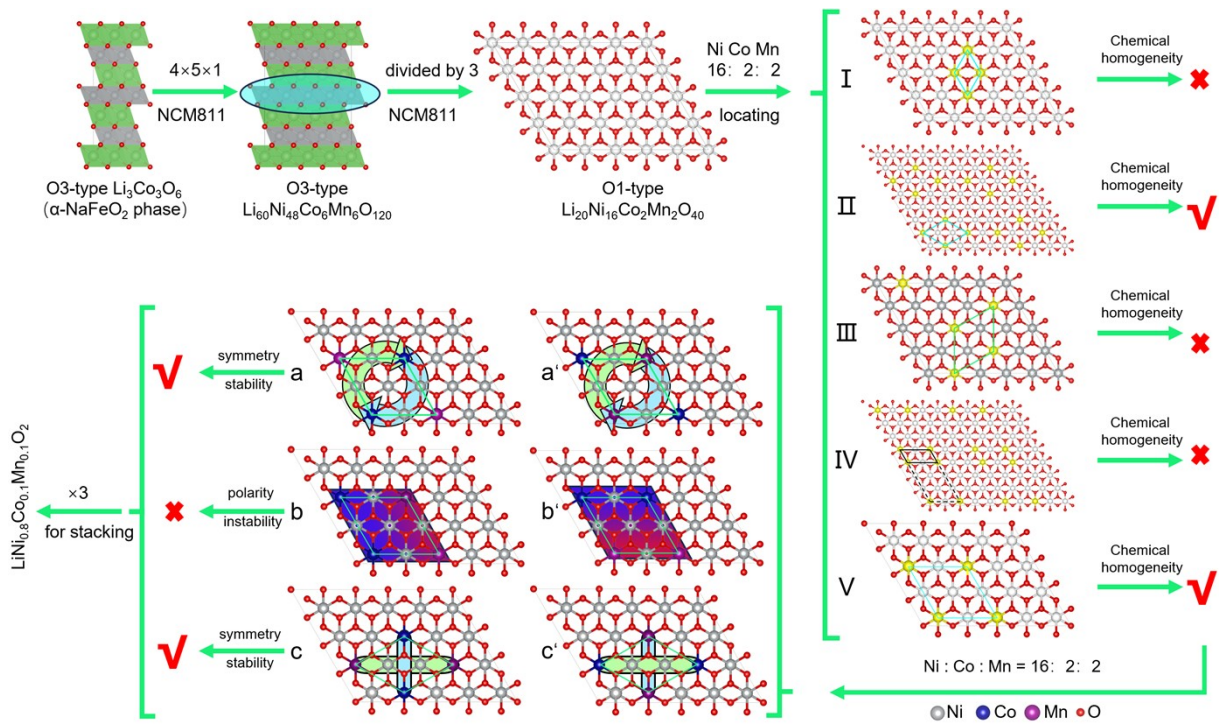 4×5×1
NCM811
divided by 3
NCM811
Ni Co Mn
16: 2: 2
locating
O3-type Li₃Co₃O₆
(α-NaFeO₂ phase)
O3-type
Li₆₀Ni₄₈Co₆Mn₆O₁₂₀
O1-type
Li₂₀Ni₁₆Co₂Mn₂O₄₀
I
Chemical
homogeneity
II
Chemical
homogeneity
III
Chemical
homogeneity
IV
Chemical
homogeneity
V
Chemical
homogeneity
Ni : Co : Mn = 16: 2: 2
symmetry
stability
a
a‘
polarity
instability
b
b‘
symmetry
stability
c
c‘
×3
for stacking
LiNi₀.₈Co₀.₁Mn₀.₁O₂
Ni Co Mn O